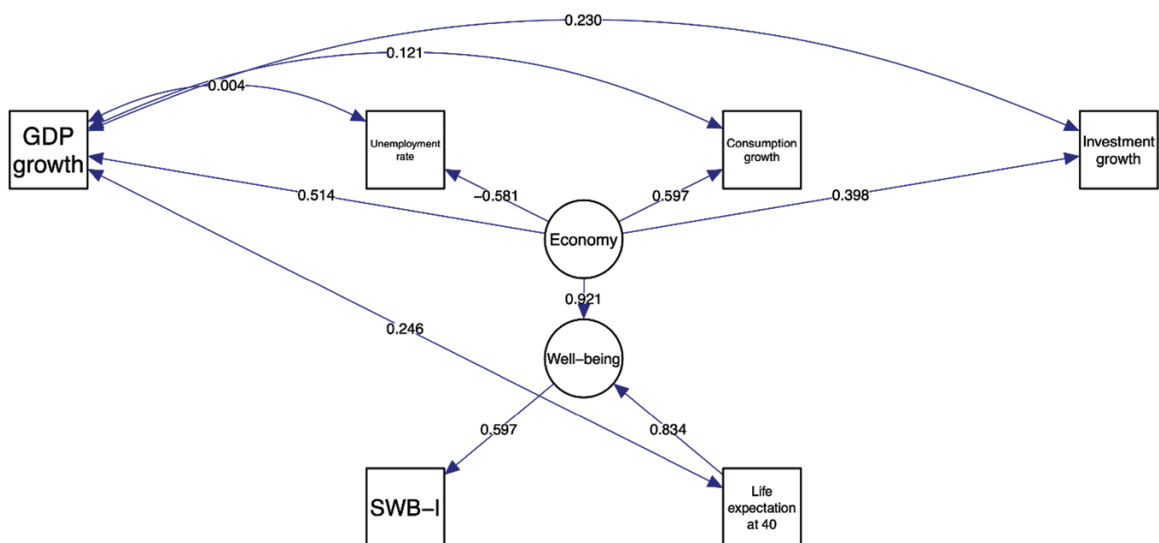 0.230
0.121
0.004
GDP
growth
Unemployment
rate
Consumption
growth
Investment
growth
0.514
−0.581
0.597
0.398
Economy
0.921
0.246
Well−being
0.597
0.834
SWB−I
Life
expectation
at 40